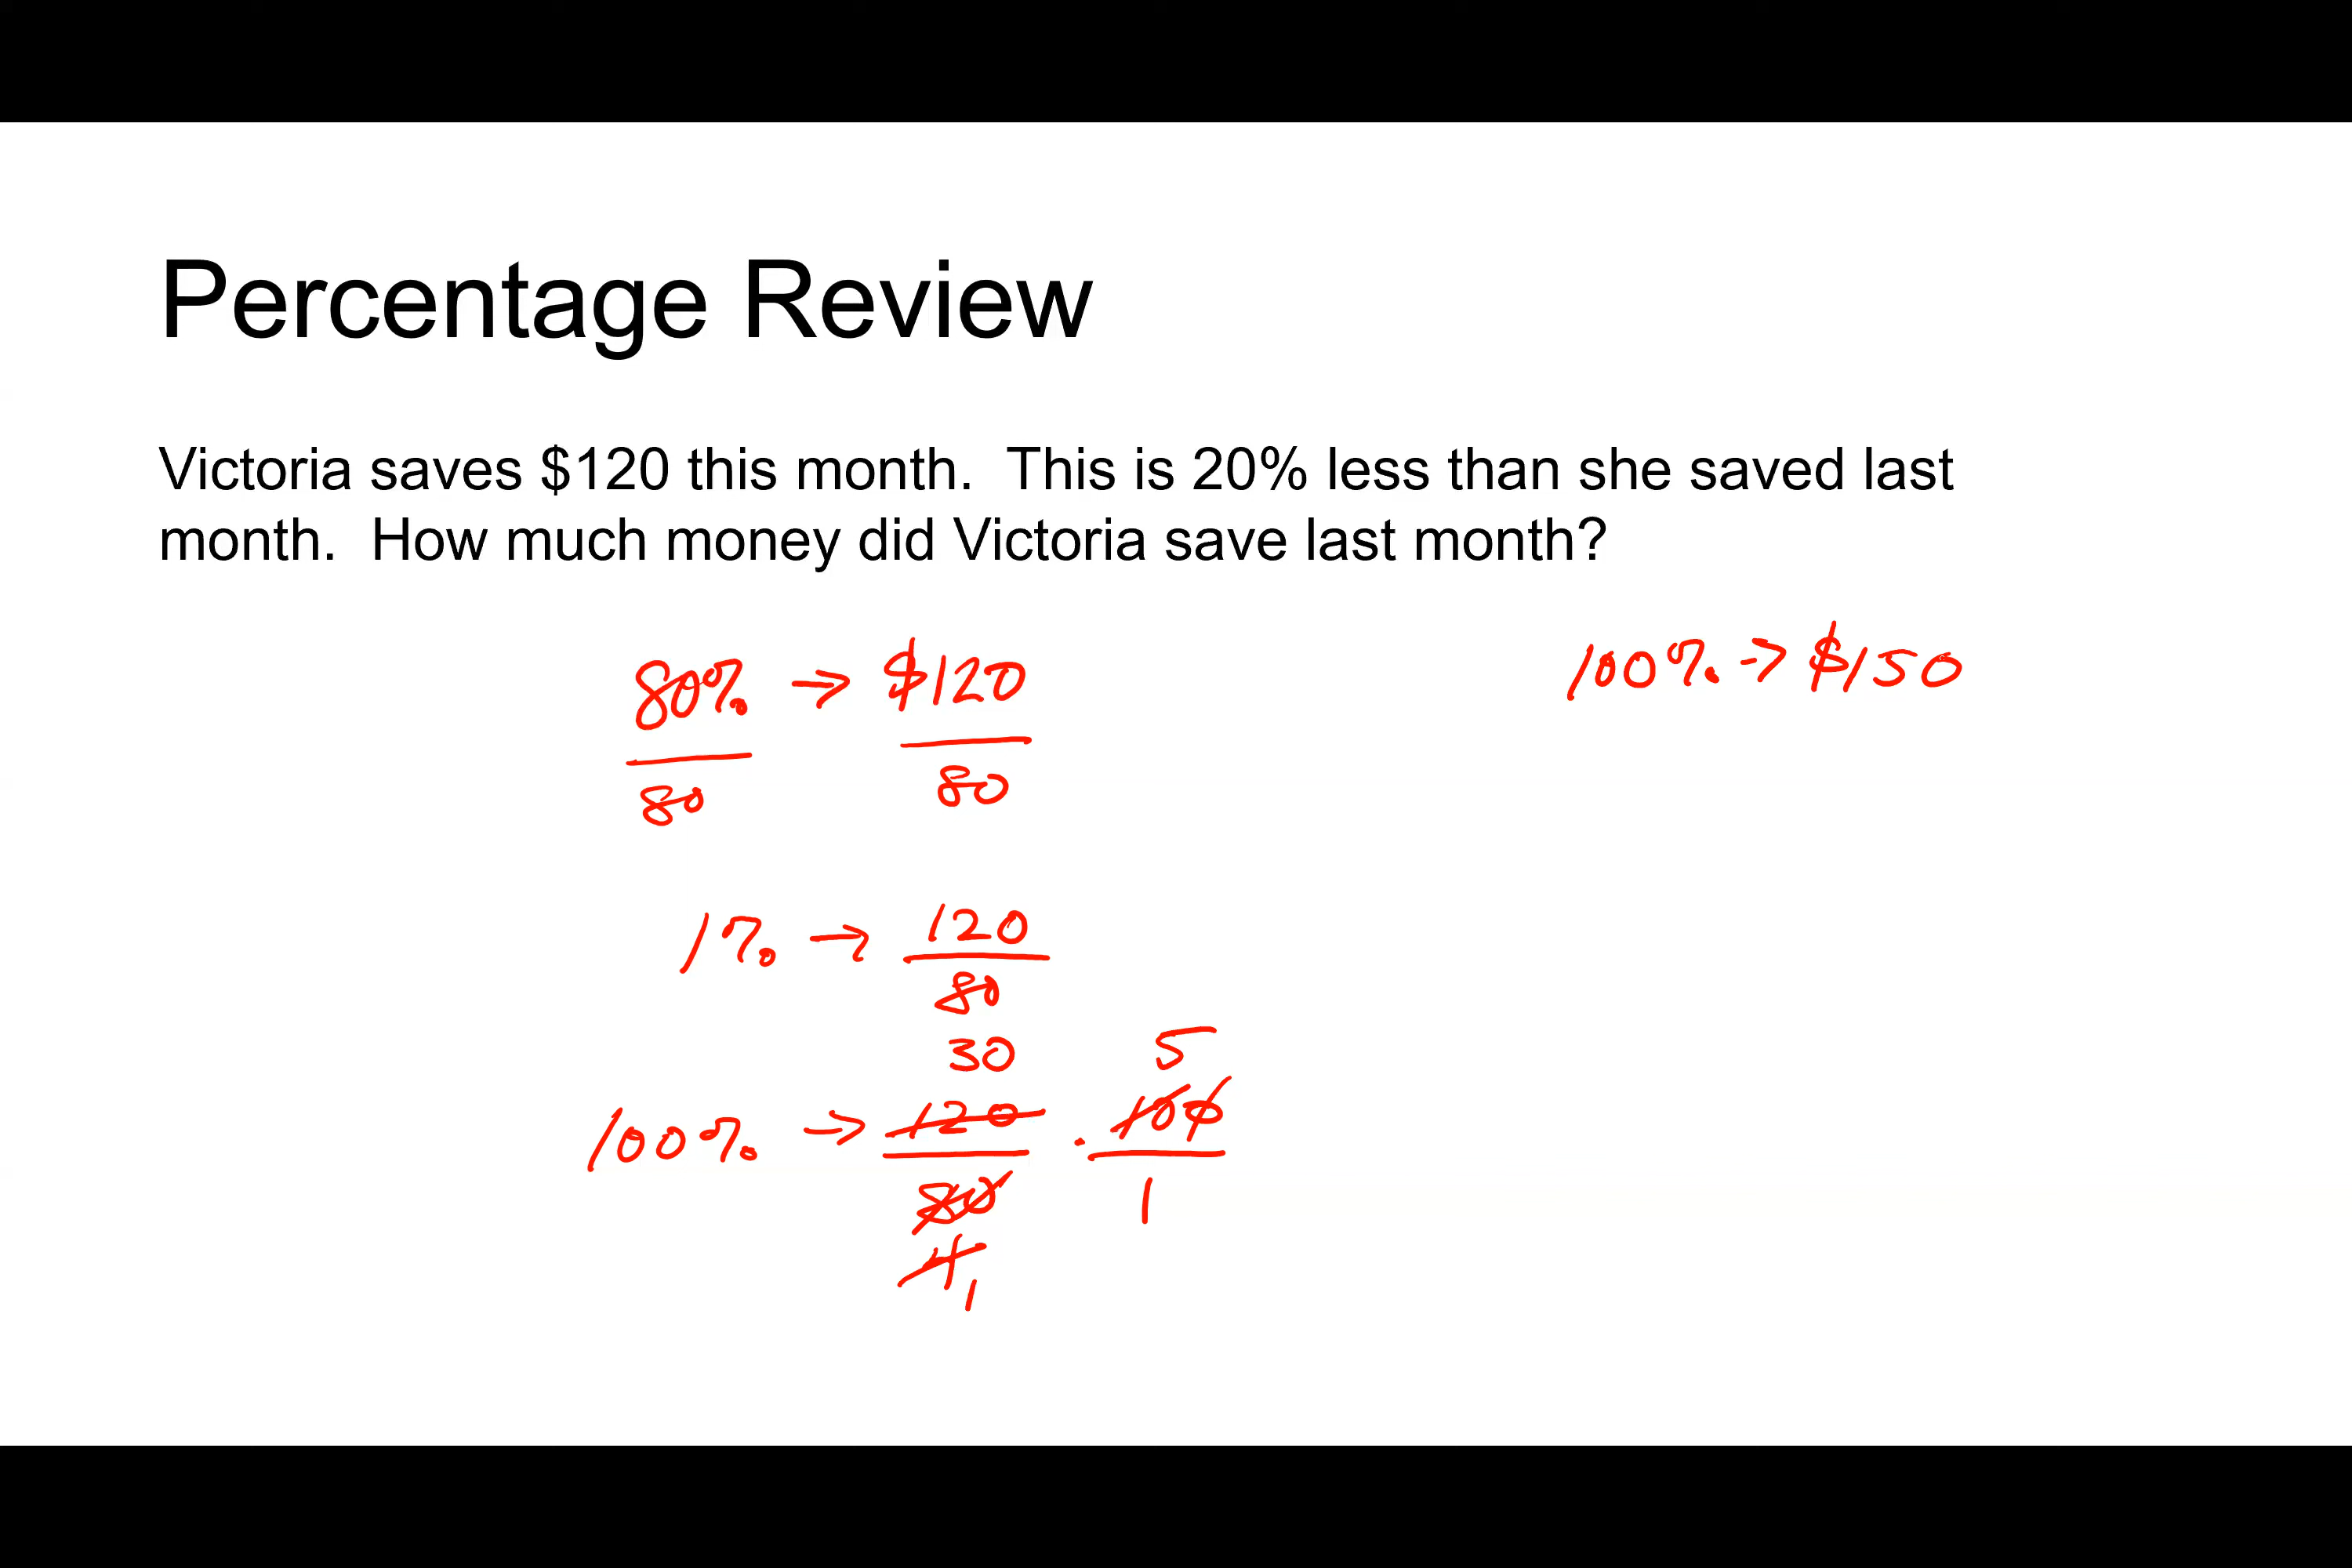 Percentage Review
Victoria saves $120 this month. This is 20% less than she saved last
month. How much money did Victoria save last month?
80% → $120
80 80
100% → $150
1% → 120
80
30 5
100% → 120 · 100
80 1
4 1